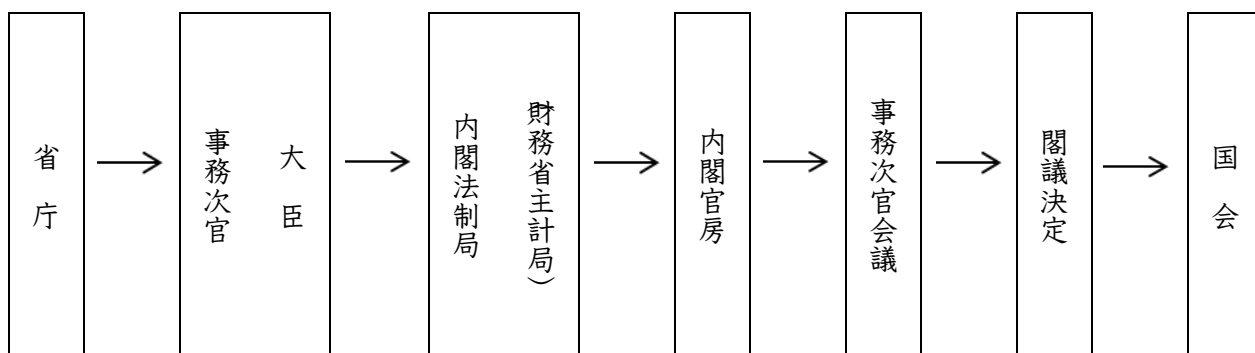 省庁
大臣
事務次官
（財務省主計局）
内閣法制局
内閣官房
事務次官会議
閣議決定
国会